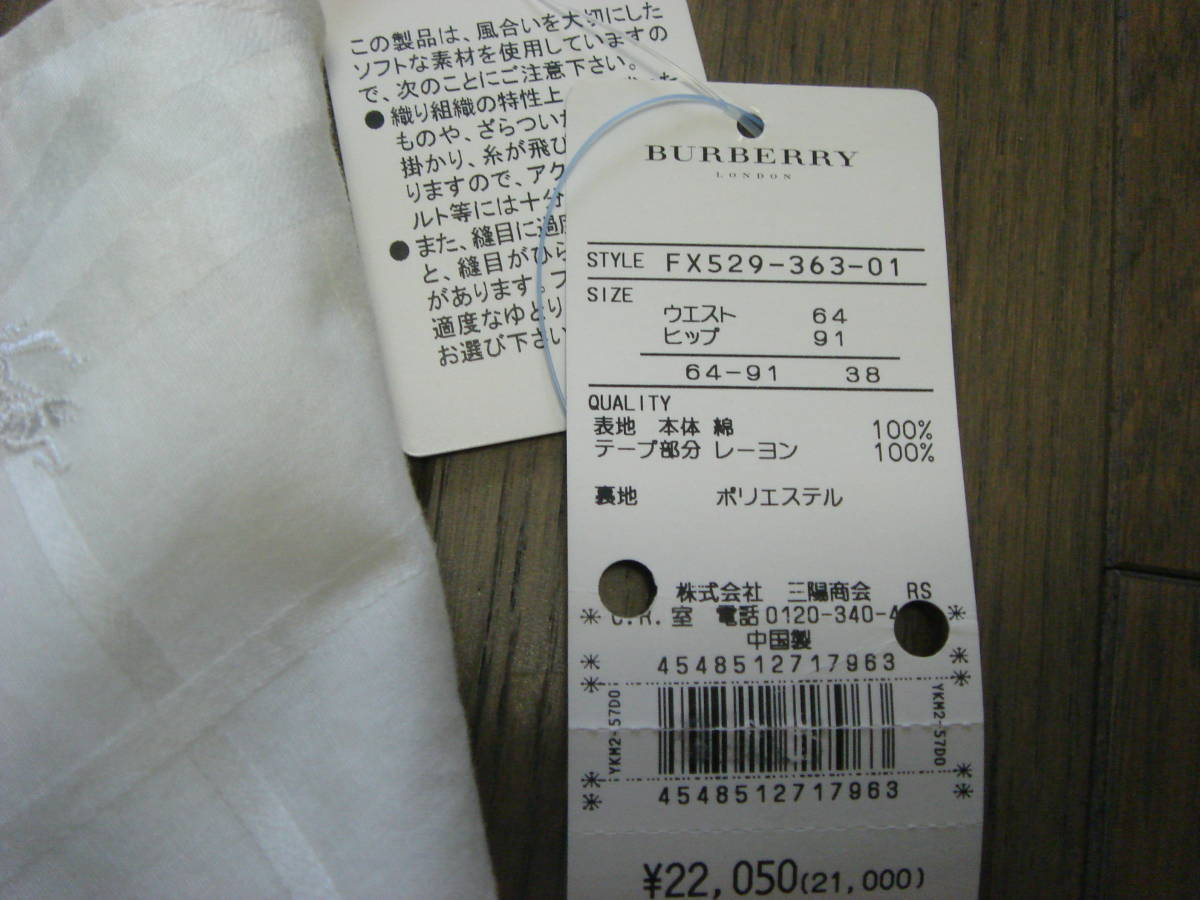 この製品は、風合いを大切にした
ソフトな素材を使用していますの
で、次のことにご注意下さい。
●織り組織の特性上
ものや、ざらついた
掛かり、糸が飛び
りますので、アク
ルト等には十分
●また、縫目に過度
と、縫目がひら
があります。フ
適度なゆとり
お選び下さい
BURBERRY
LONDON
STYLE FX529-363-01
SIZE
ウエスト 64
ヒップ 91
64-91 38
QUALITY
表地 本体 綿 100%
テープ部分 レーヨン 100%
裏地 ポリエステル
株式会社 三陽商会 RS
C.R.室 電話0120-340-4
中国製
4548512717963
YKM2-57D0
YKM2-57D0
4548512717963
¥22,050(21,000)